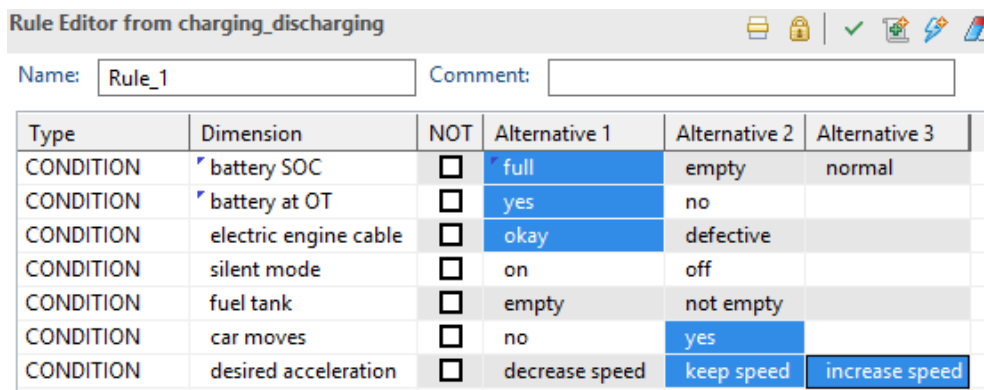 Rule Editor from charging_discharging
Name: Rule_1 Comment:
Type Dimension NOT Alternative 1 Alternative 2 Alternative 3
CONDITION battery SOC full empty normal
CONDITION battery at OT yes no
CONDITION electric engine cable okay defective
CONDITION silent mode on off
CONDITION fuel tank empty not empty
CONDITION car moves no yes
CONDITION desired acceleration decrease speed keep speed increase speed